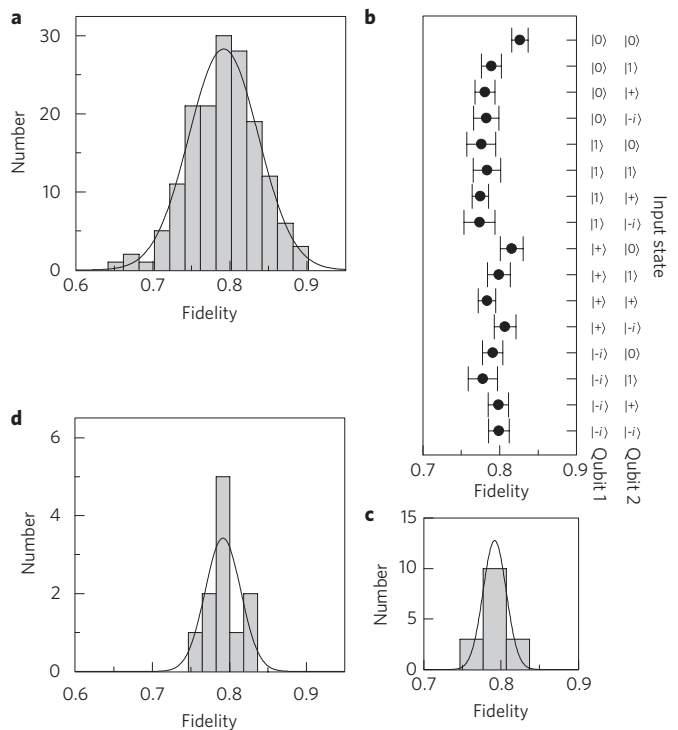 a
30
20
10
0
Number
0.6 0.7 0.8 0.9
Fidelity
b
|0⟩ |0⟩
|0⟩ |1⟩
|0⟩ |+⟩
|0⟩ |-i⟩
|1⟩ |0⟩
|1⟩ |1⟩
|1⟩ |+⟩
|1⟩ |-i⟩
|+⟩ |0⟩
|+⟩ |1⟩
|+⟩ |+⟩
|+⟩ |-i⟩
|-i⟩ |0⟩
|-i⟩ |1⟩
|-i⟩ |+⟩
|-i⟩ |-i⟩
Input state
Qubit 1
Qubit 2
0.7 0.8 0.9
Fidelity
d
6
4
2
0
Number
0.6 0.7 0.8 0.9
Fidelity
c
15
10
5
0
Number
0.7 0.8 0.9
Fidelity